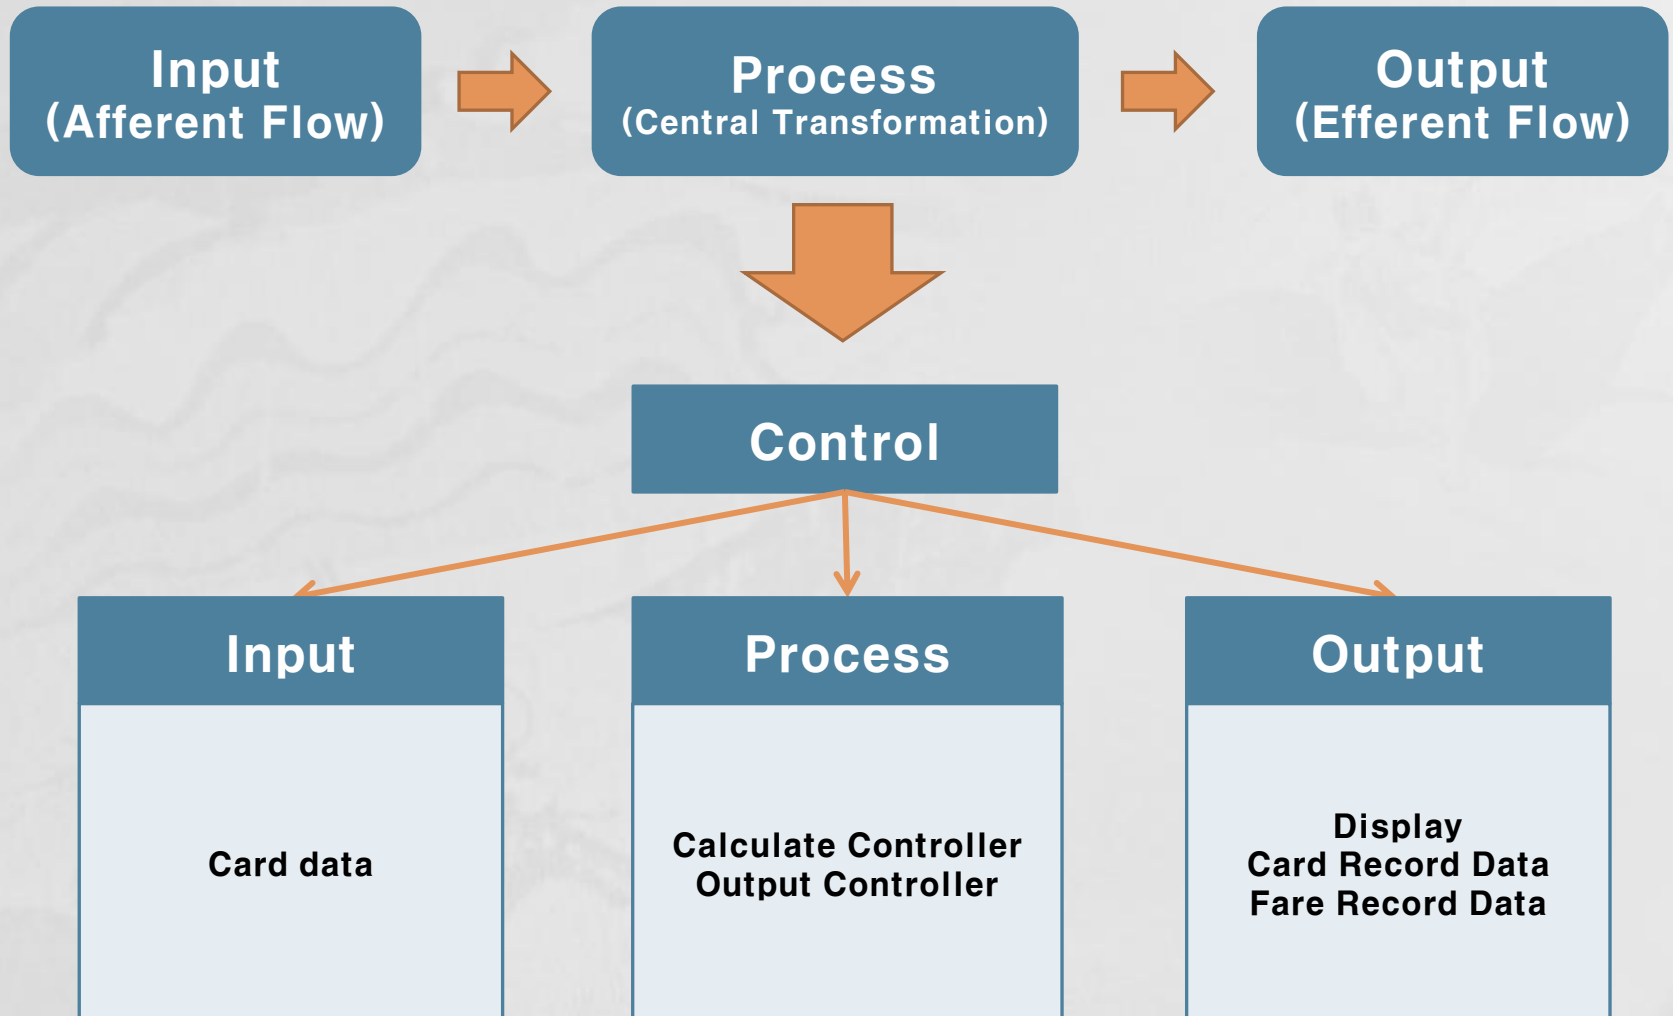 Input
(Afferent Flow)
Process
(Central Transformation)
Output
(Efferent Flow)
Control
Input
Card data
Process
Calculate Controller
Output Controller
Output
Display
Card Record Data
Fare Record Data